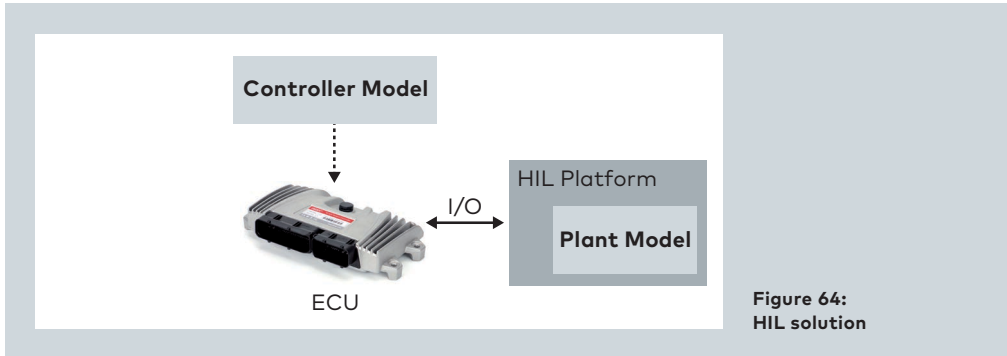 Controller Model
HIL Platform
I/O
Plant Model
ECU
Figure 64:
HIL solution